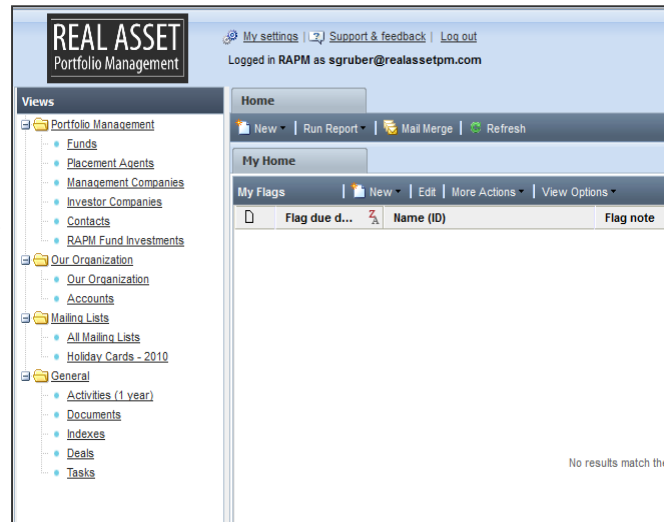 REAL ASSET
Portfolio Management
My settings | Support & feedback | Log out
Logged in RAPM as sgruber@realassetpm.com
Views
Portfolio Management
Funds
Placement Agents
Management Companies
Investor Companies
Contacts
RAPM Fund Investments
Our Organization
Our Organization
Accounts
Mailing Lists
All Mailing Lists
Holiday Cards - 2010
General
Activities (1 year)
Documents
Indexes
Deals
Tasks
Home
New | Run Report | Mail Merge | Refresh
My Home
My Flags | New | Edit | More Actions | View Options
Flag due d... Name (ID) Flag note
No results match the